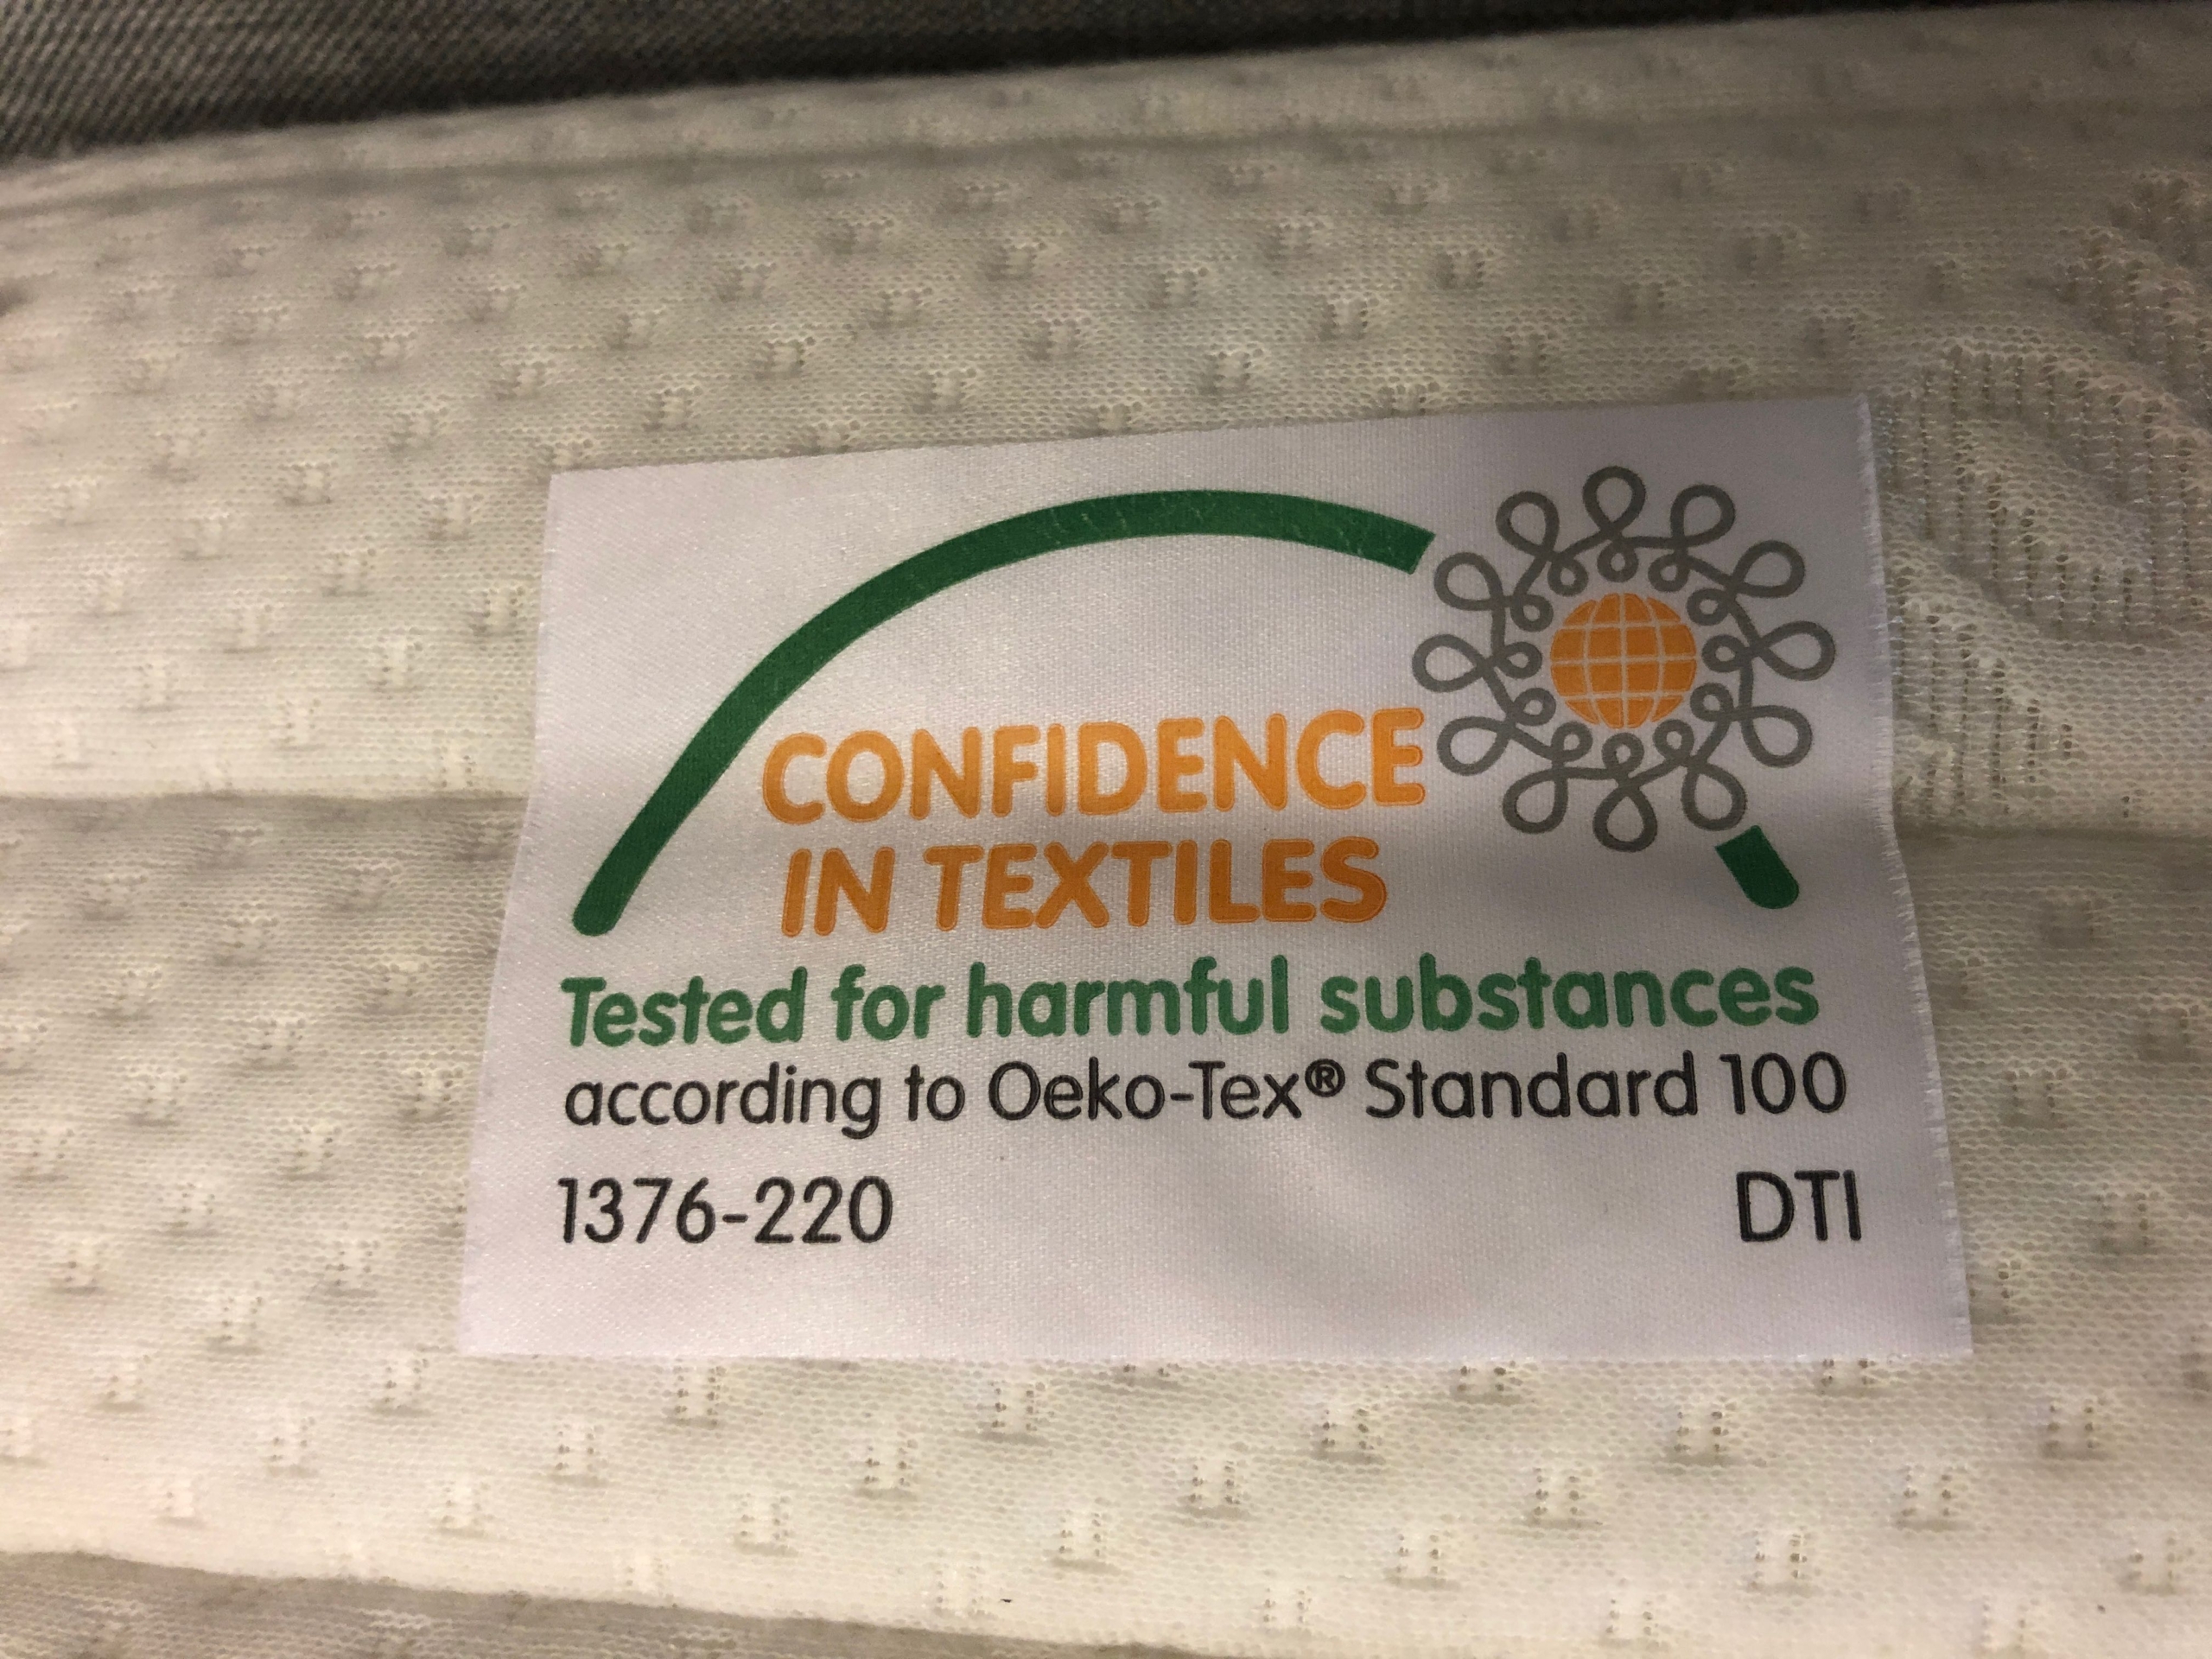 CONFIDENCE
IN TEXTILES
Tested for harmful substances
according to Oeko-Tex® Standard 100
1376-220 DTI